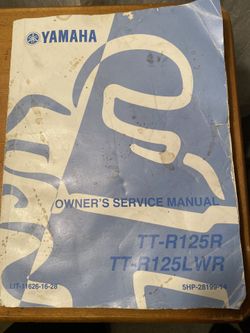 YAMAHA
OWNER'S SERVICE MANUAL
TT-R125R
TT-R125LWR
LIT-11626-16-28
5HP-28199-14